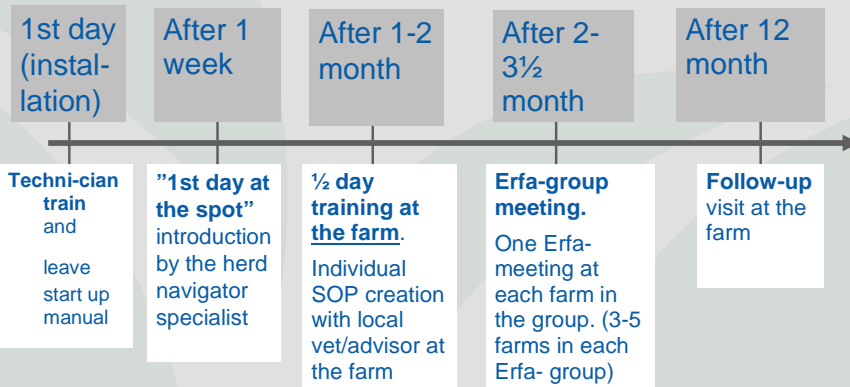 1st day
(instal-
lation)
After 1
week
After 1-2
month
After 2-
3½
month
After 12
month
Techni-cian
train
and
leave
start up
manual
”1st day at
the spot”
introduction
by the herd
navigator
specialist
½ day
training at
the farm.
Individual
SOP creation
with local
vet/advisor at
the farm
Erfa-group
meeting.
One Erfa-
meeting at
each farm in
the group. (3-5
farms in each
Erfa- group)
Follow-up
visit at the
farm